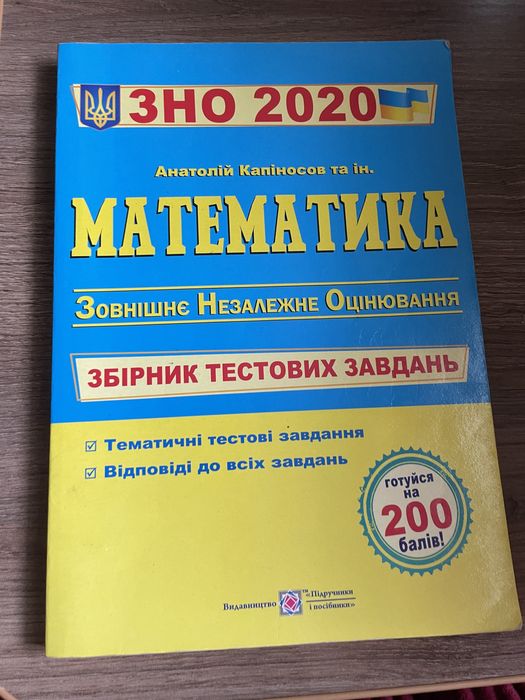 ЗНО 2020
Анатолій Капіносов та ін.
МАТЕМАТИКА
ЗОВНІШНЄ НЕЗАЛЕЖНЕ ОЦІНЮВАННЯ
ЗБІРНИК ТЕСТОВИХ ЗАВДАНЬ
Тематичні тестові завдання
Відповіді до всіх завдань
готуйся
на
200
балів!
Видавництво
™
«Підручники
і посібники»